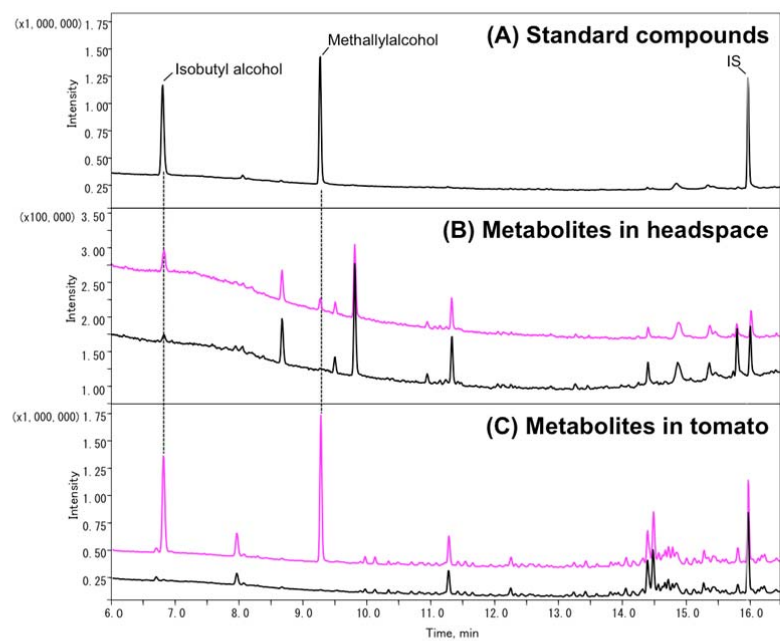 (x1,000,000)
(A) Standard compounds
Isobutyl alcohol
Methallylalcohol
IS
Intensity
1.75
1.50
1.25
1.00
0.75
0.50
0.25
(x100,000)
(B) Metabolites in headspace
Intensity
3.50
3.00
2.50
2.00
1.50
1.00
(x1,000,000)
(C) Metabolites in tomato
Intensity
1.75
1.50
1.25
1.00
0.75
0.50
0.25
6.0 7.0 8.0 9.0 10.0 11.0 12.0 13.0 14.0 15.0 16.0
Time, min